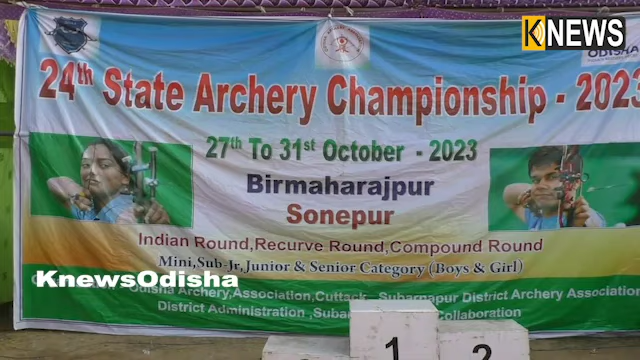 K NEWS
ODISHA
24th State Archery Championship - 2023
27th To 31st October - 2023
Birmaharajpur
Sonepur
Indian Round,Recurve Round,Compound Round
Mini,Sub-Jr,Junior & Senior Category (Boys & Girl)
KnewsOdisha
Odisha Archery,Association,Cuttack Subarnapur District Archery Association
District Administration ,Subar Collaboration
1
2